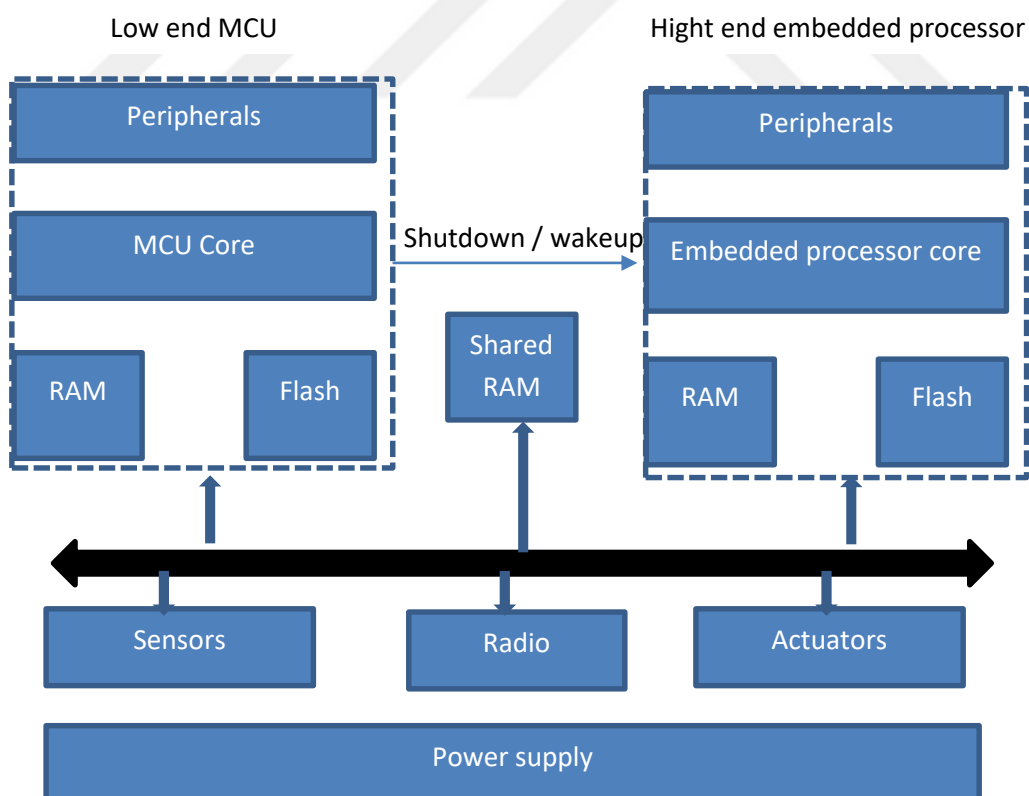 Low end MCU
Hight end embedded processor
Peripherals
Peripherals
MCU Core
Shutdown / wakeup
Embedded processor core
RAM
Flash
Shared
RAM
RAM
Flash
Sensors
Radio
Actuators
Power supply